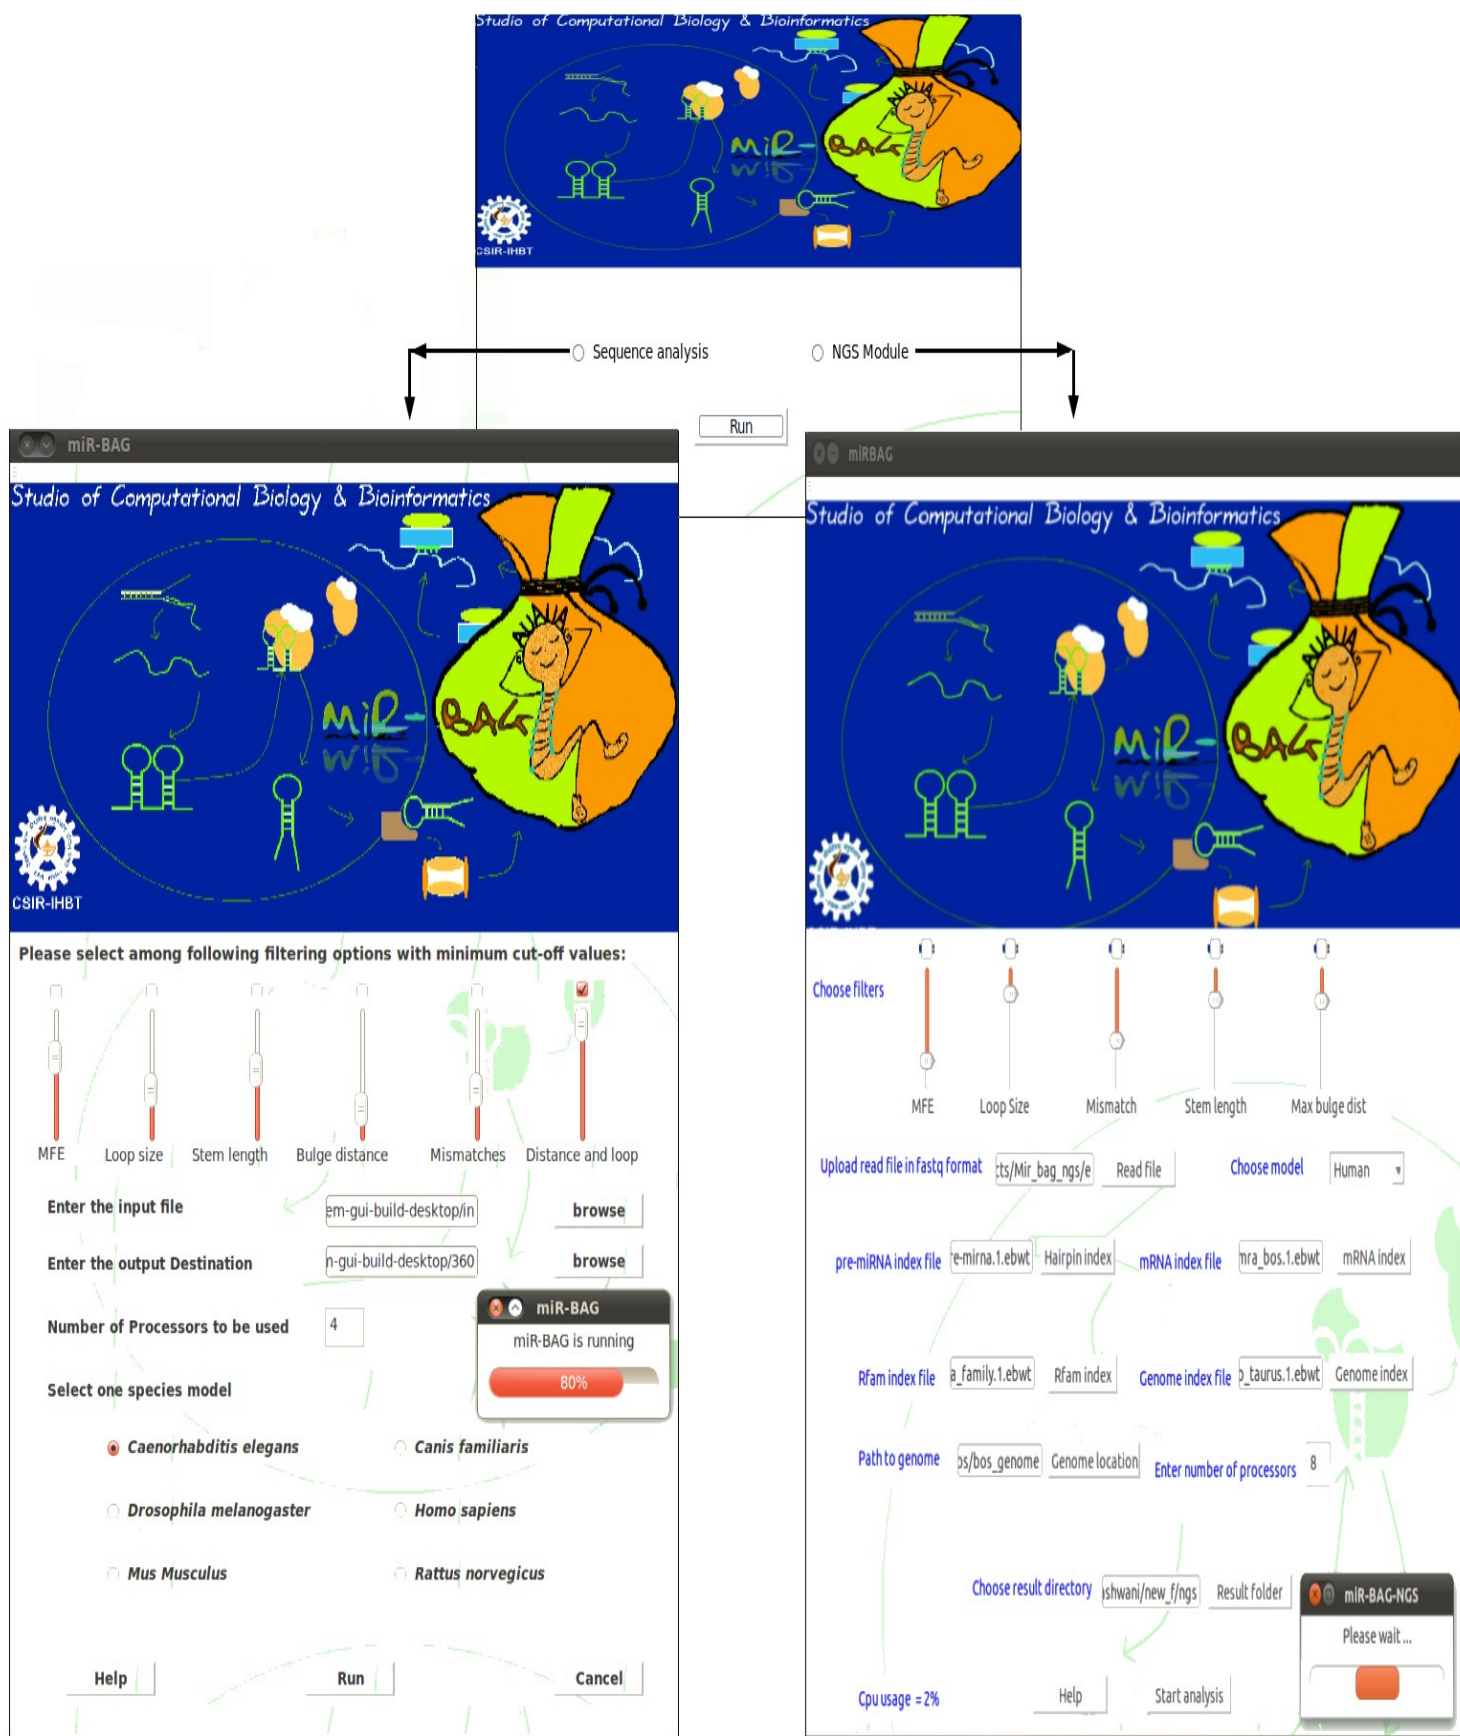 Studio of Computational Biology & Bioinformatics
AUAUA
MiR-BAG
CSIR-IHBT
Sequence analysis
NGS Module
Run
miR-BAG
Studio of Computational Biology & Bioinformatics
AUAUA
MiR-BAG
CSIR-IHBT
Please select among following filtering options with minimum cut-off values:
MFE Loop size Stem length Bulge distance Mismatches Distance and loop
Enter the input file em-gui-build-desktop/in browse
Enter the output Destination n-gui-build-desktop/360 browse
Number of Processors to be used 4
miR-BAG
miR-BAG is running
80%
Select one species model
Caenorhabditis elegans Canis familiaris
Drosophila melanogaster Homo sapiens
Mus Musculus Rattus norvegicus
Help Run Cancel
miRBAG
Studio of Computational Biology & Bioinformatics
AUAUA
MiR-BAG
Choose filters
MFE Loop Size Mismatch Stem length Max bulge dist
Upload read file in fastq format cts/Mir_bag_ngs/e Read file Choose model Human
pre-miRNA index file e-mirna.1.ebwt Hairpin index mRNA index file mra_bos.1.ebwt mRNA index
Rfam index file a_family.1.ebwt Rfam index Genome index file o_taurus.1.ebwt Genome index
Path to genome os/bos_genome Genome location Enter number of processors 8
Choose result directory ashwani/new_f/ngs Result folder
miR-BAG-NGS
Please wait ...
Cpu usage = 2% Help Start analysis